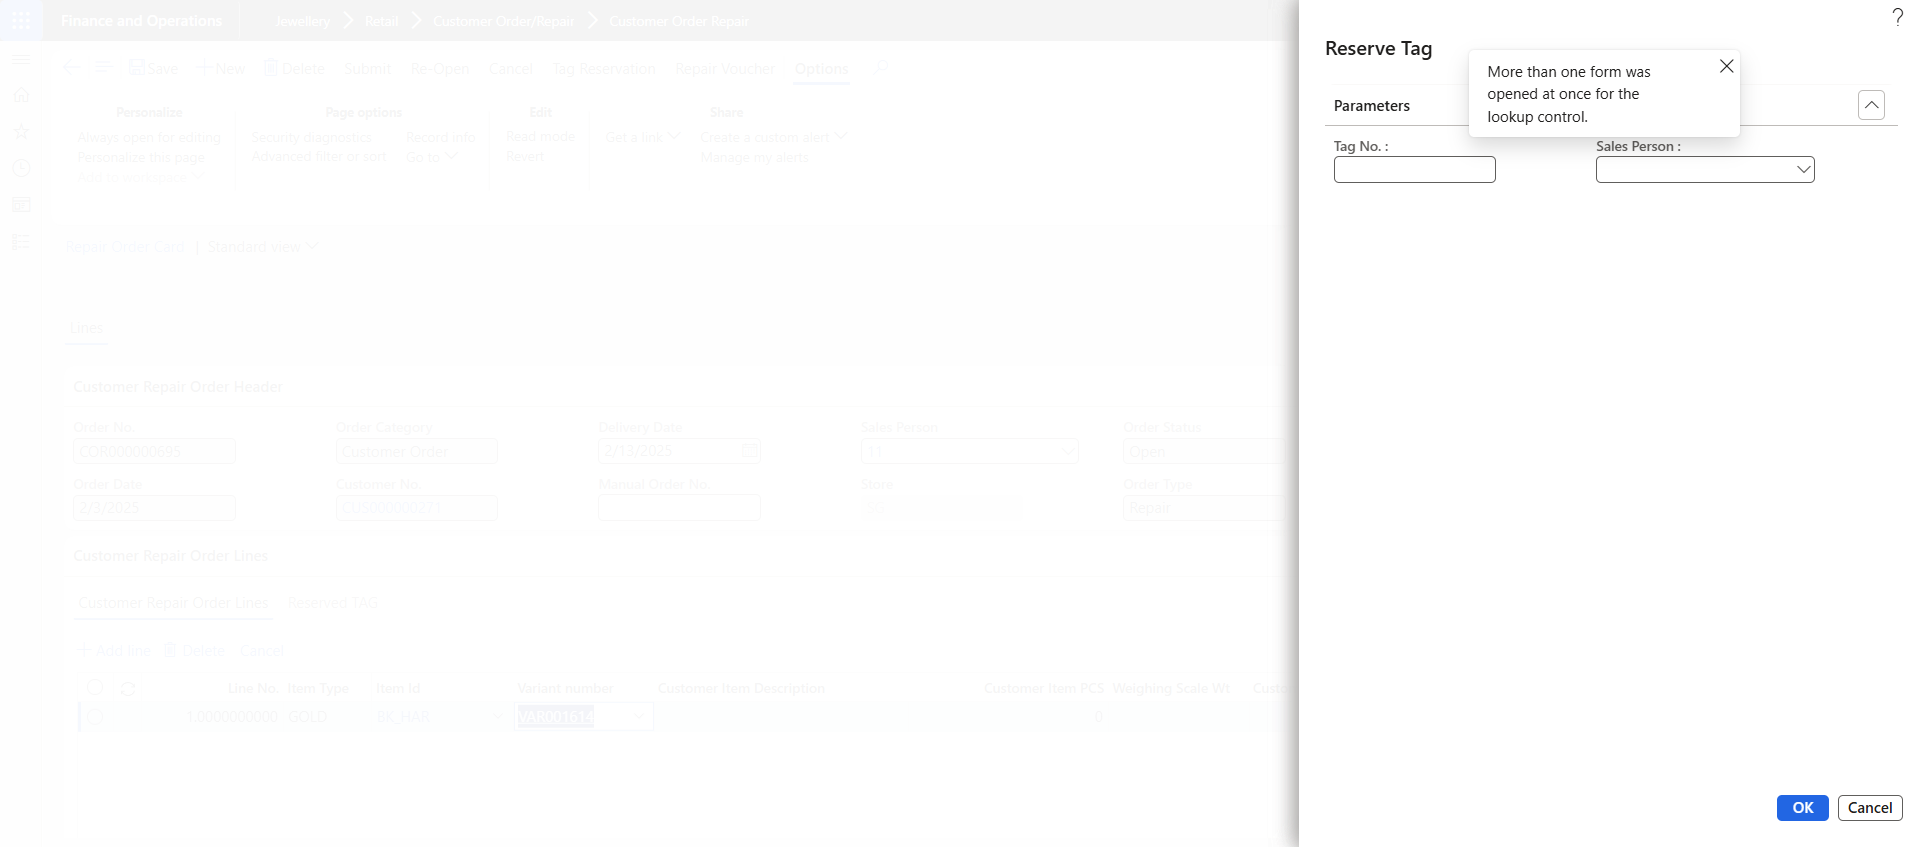 Finance and Operations
Jewellery
Retail
Customer Order/Repair
Customer Order Repair
?
Save
New
Delete
Submit
Re-Open
Cancel
Tag Reservation
Repair Voucher
Options
Personalize
Page options
Edit
Share
Always open for editing
Personalize this page
Add to workspace
Security diagnostics
Advanced filter or sort
Record info
Go to
Read mode
Revert
Get a link
Create a custom alert
Manage my alerts
Repair Order Card | Standard view
Lines
Customer Repair Order Header
Order No.
COR000000695
Order Category
Customer Order
Delivery Date
2/13/2025
Sales Person
11
Order Status
Open
Order Date
2/3/2025
Customer No.
CUS000000271
Manual Order No.
Store
Order Type
Repair
Customer Repair Order Lines
Customer Repair Order Lines
Reserved TAG
Add line
Delete
Cancel
Line No.
Item Type
Item Id
Variant number
Customer Item Description
Customer Item PCS
Weighing Scale Wt
Custo
1.0000000000
GOLD
BK_HAR
VAR001614
0
Reserve Tag
More than one form was
opened at once for the
lookup control.
Parameters
Tag No. :
Sales Person :
OK
Cancel